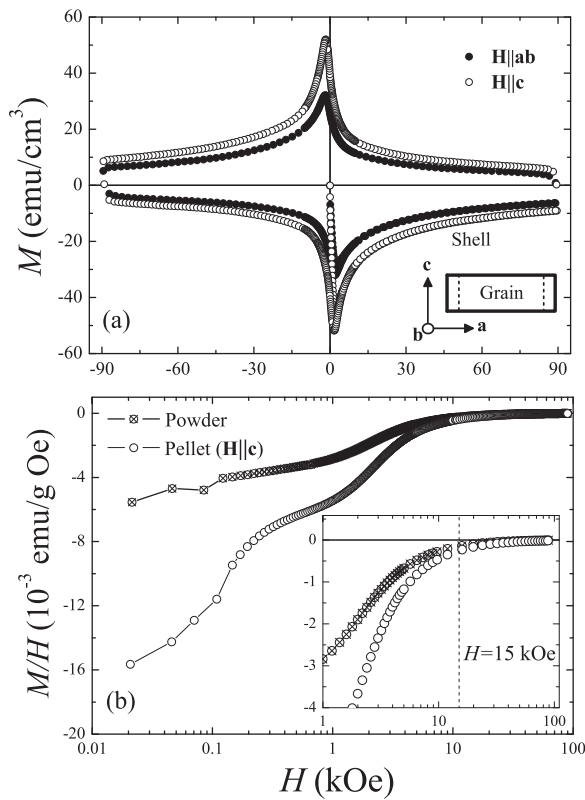 60
40
20
0
-20
-40
-60
M (emu/cm³)
H||ab
H||c
Shell
Grain
c
b
a
(a)
-90 -60 -30 0 30 60 90
0
-4
-8
-12
-16
-20
M/H (10⁻³ emu/g Oe)
Powder
Pellet (H||c)
0
-1
-2
-3
-4
H=15 kOe
1 10 100
(b)
0.01 0.1 1 10 100
H (kOe)